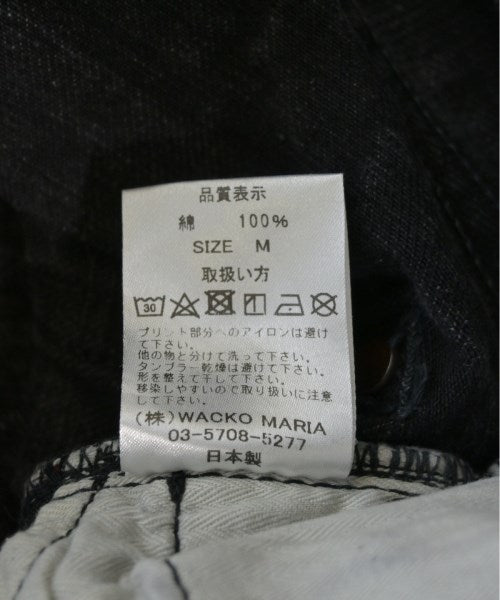 品質表示
綿 100%
SIZE M
取扱い方
30
プリント部分へのアイロンは避け
て下さい。
他の物と分けて洗って下さい。
タンブラー乾燥は避けて下さい。
形を整えて干して下さい。
移染しやすいので取り扱いに注意
して下さい。
(株)WACKO MARIA
03-5708-5277
日本製